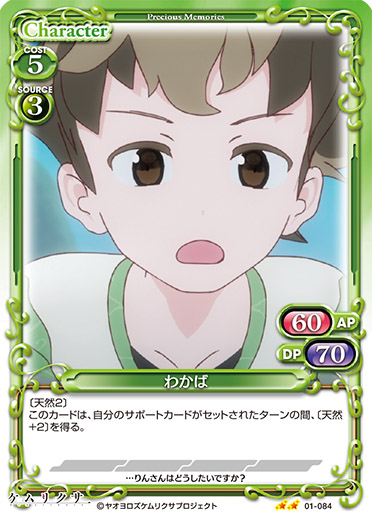 Precious Memories
Character
COST
5
SOURCE
3
60 AP
DP 70
わかば
〔天然2〕
このカードは、自分のサポートカードがセットされたターンの間、〔天然
+2〕を得る。
…りんさんはどうしたいですか?
ケムリクサ
©ヤオヨロズケムリクサプロジェクト
★★ 01-084